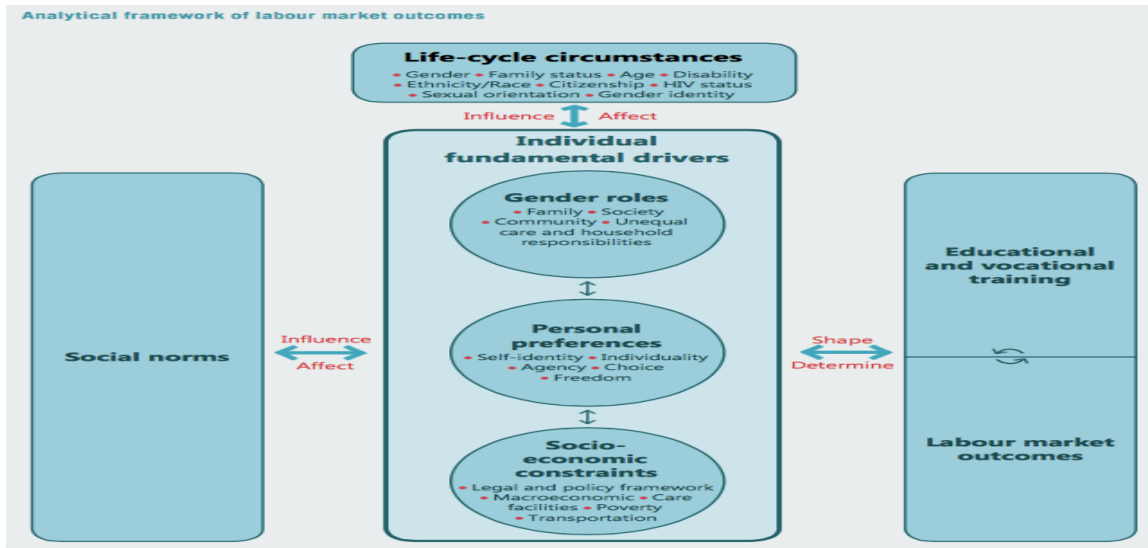 Analytical framework of labour market outcomes
Life-cycle circumstances
• Gender • Family status • Age • Disability
• Ethnicity/Race • Citizenship • HIV status
• Sexual orientation • Gender identity
Influence Affect
Individual
fundamental drivers
Gender roles
• Family • Society
• Community • Unequal
care and household
responsibilities
Social norms
Influence
Affect
Personal
preferences
• Self-identity • Individuality
• Agency • Choice
• Freedom
Shape
Determine
Socio-
economic
constraints
• Legal and policy framework
• Macroeconomic • Care
facilities • Poverty
• Transportation
Educational
and vocational
training
Labour market
outcomes